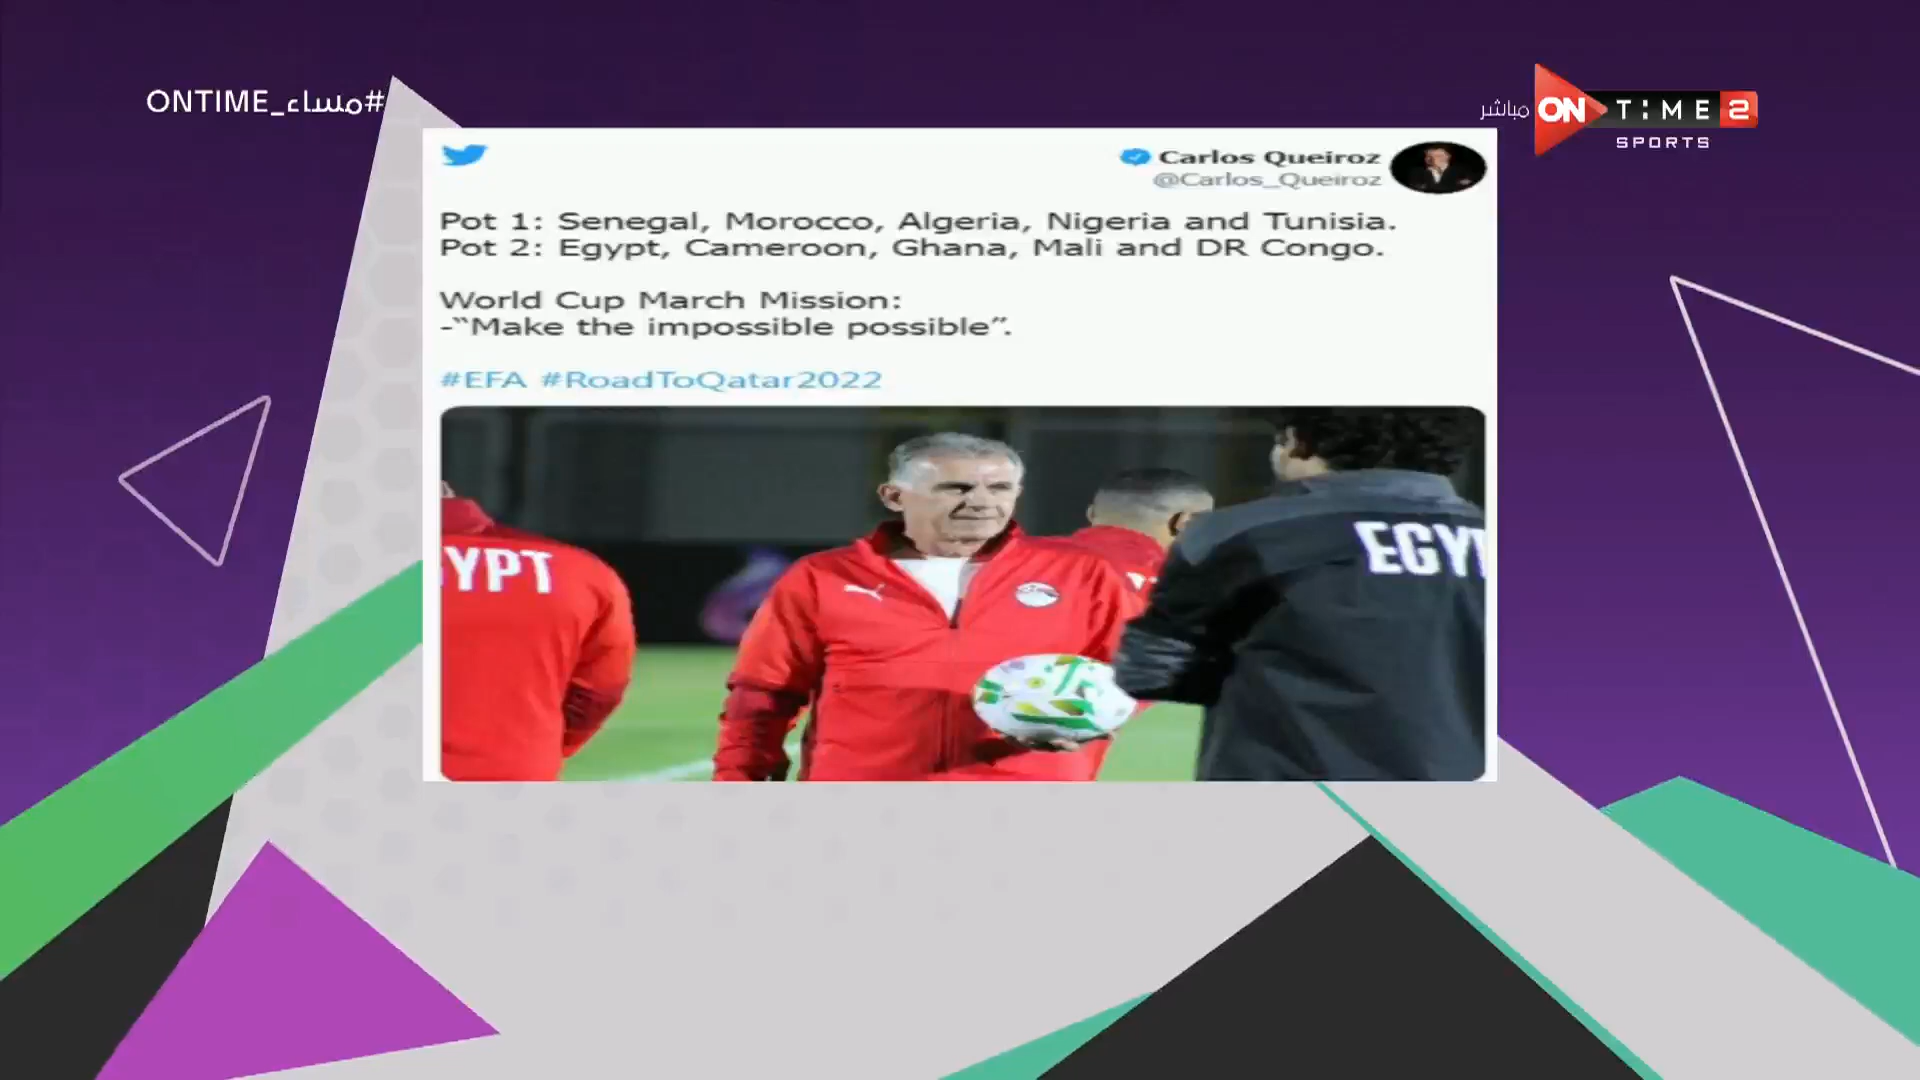 #مساء_ONTIME
مباشر
ON TIME 2
SPORTS
Carlos Queiroz
@Carlos_Queiroz
Pot 1: Senegal, Morocco, Algeria, Nigeria and Tunisia.
Pot 2: Egypt, Cameroon, Ghana, Mali and DR Congo.
World Cup March Mission:
-“Make the impossible possible”.
#EFA #RoadToQatar2022
YPT
EGY